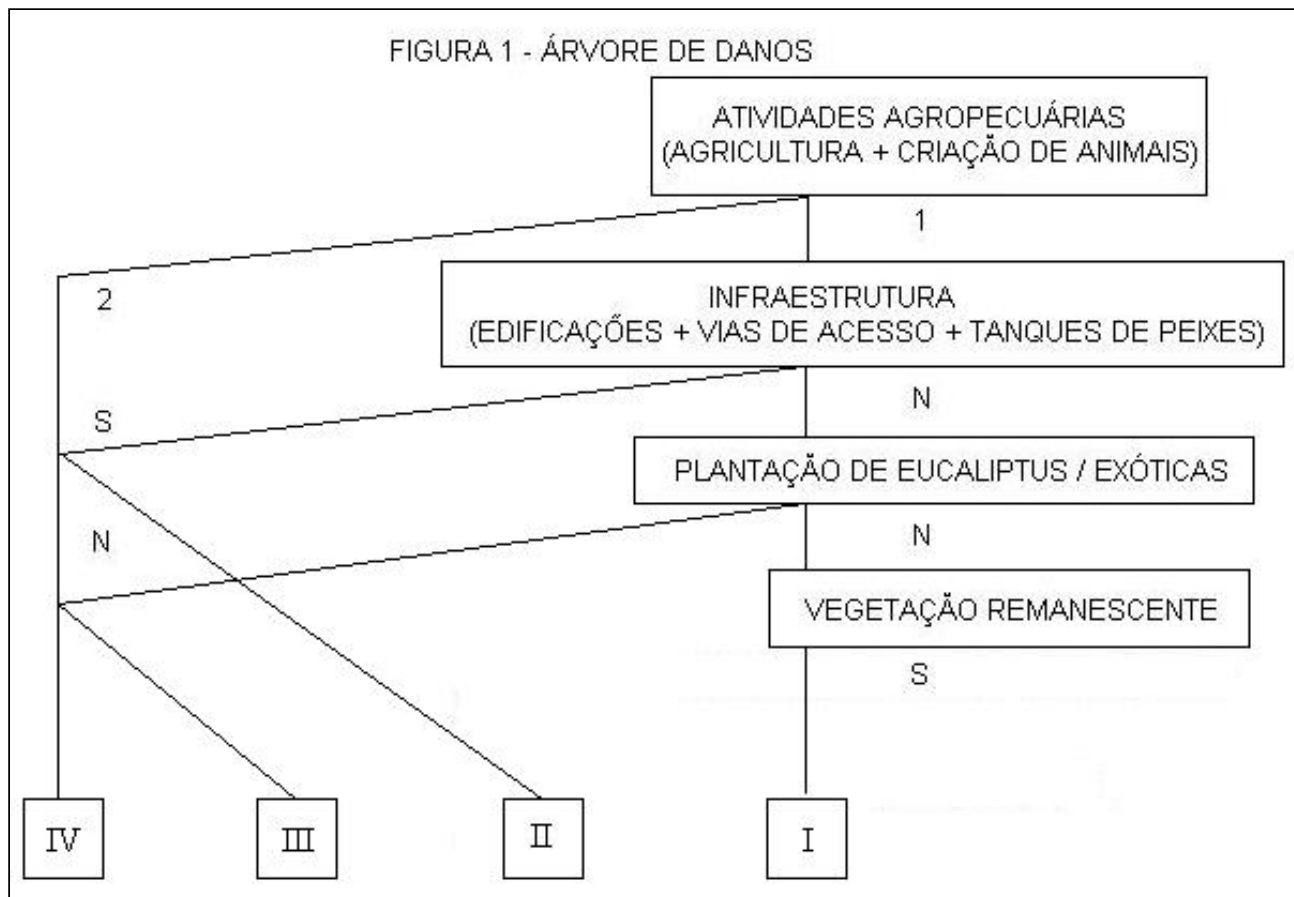 FIGURA 1 - ÁRVORE DE DANOS
ATIVIDADES AGROPECUÁRIAS
(AGRICULTURA + CRIAÇÃO DE ANIMAIS)
1
2
INFRAESTRUTURA
(EDIFICAÇÕES + VIAS DE ACESSO + TANQUES DE PEIXES)
S
N
PLANTAÇÃO DE EUCALIPTUS / EXÓTICAS
N
N
VEGETAÇÃO REMANESCENTE
S
IV
III
II
I